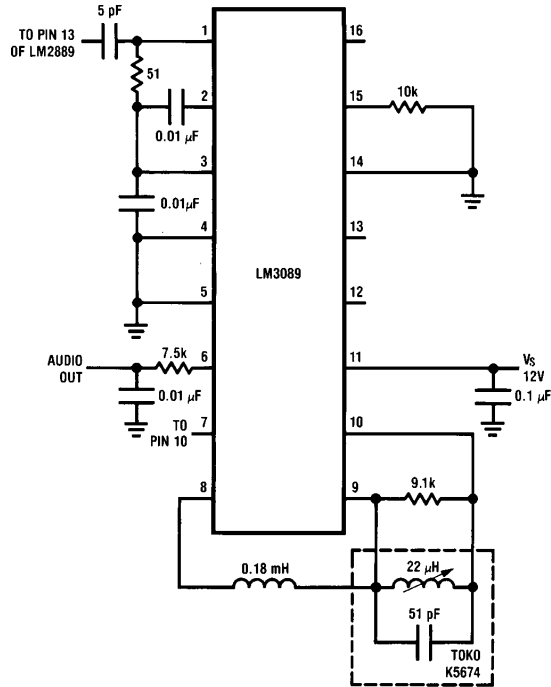 5 pF
TO PIN 13
OF LM2889
1
51
2
0.01 μF
3
0.01μF
4
5
AUDIO
OUT
7.5k
6
0.01 μF
TO
PIN 10
7
8
LM3089
16
15
10k
14
13
12
11
VS
12V
0.1 μF
10
9
9.1k
0.18 mH
22 μH
51 pF
TOKO
K5674